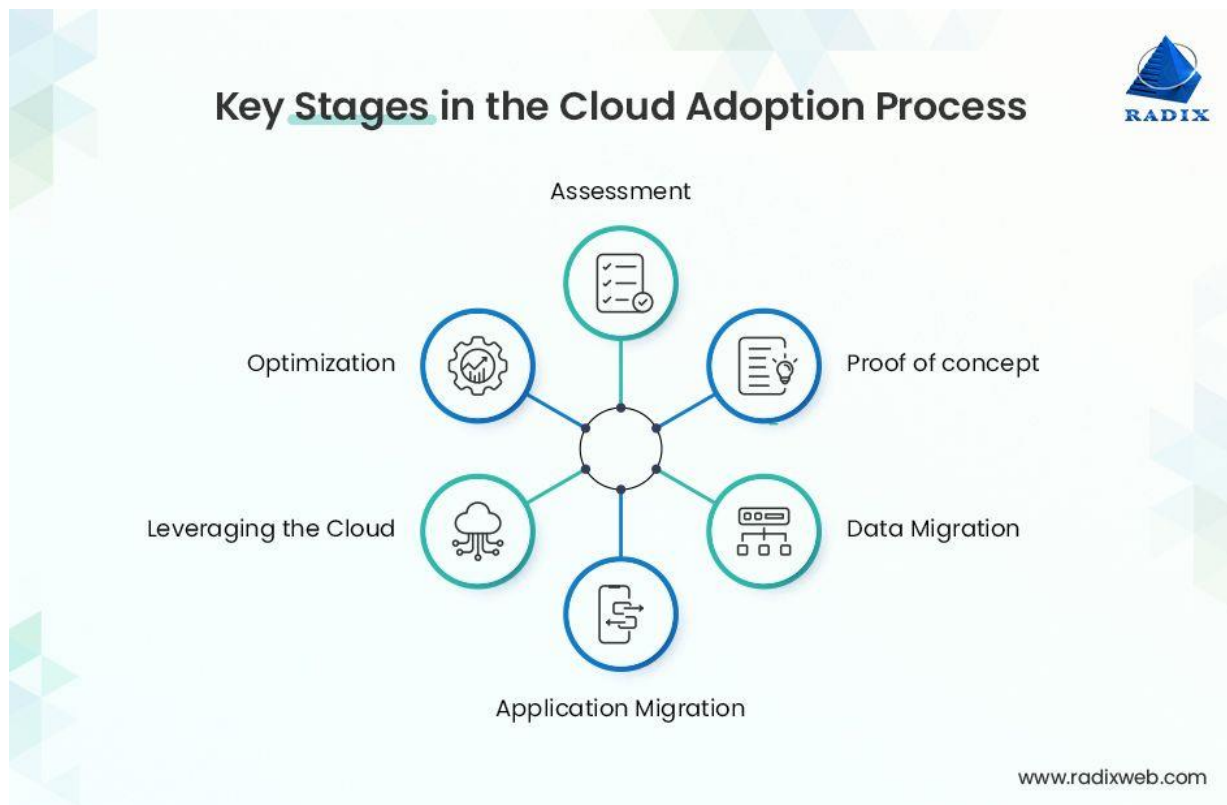 Key Stages in the Cloud Adoption Process
RADIX
Assessment
Optimization
Proof of concept
Leveraging the Cloud
Data Migration
Application Migration
www.radixweb.com